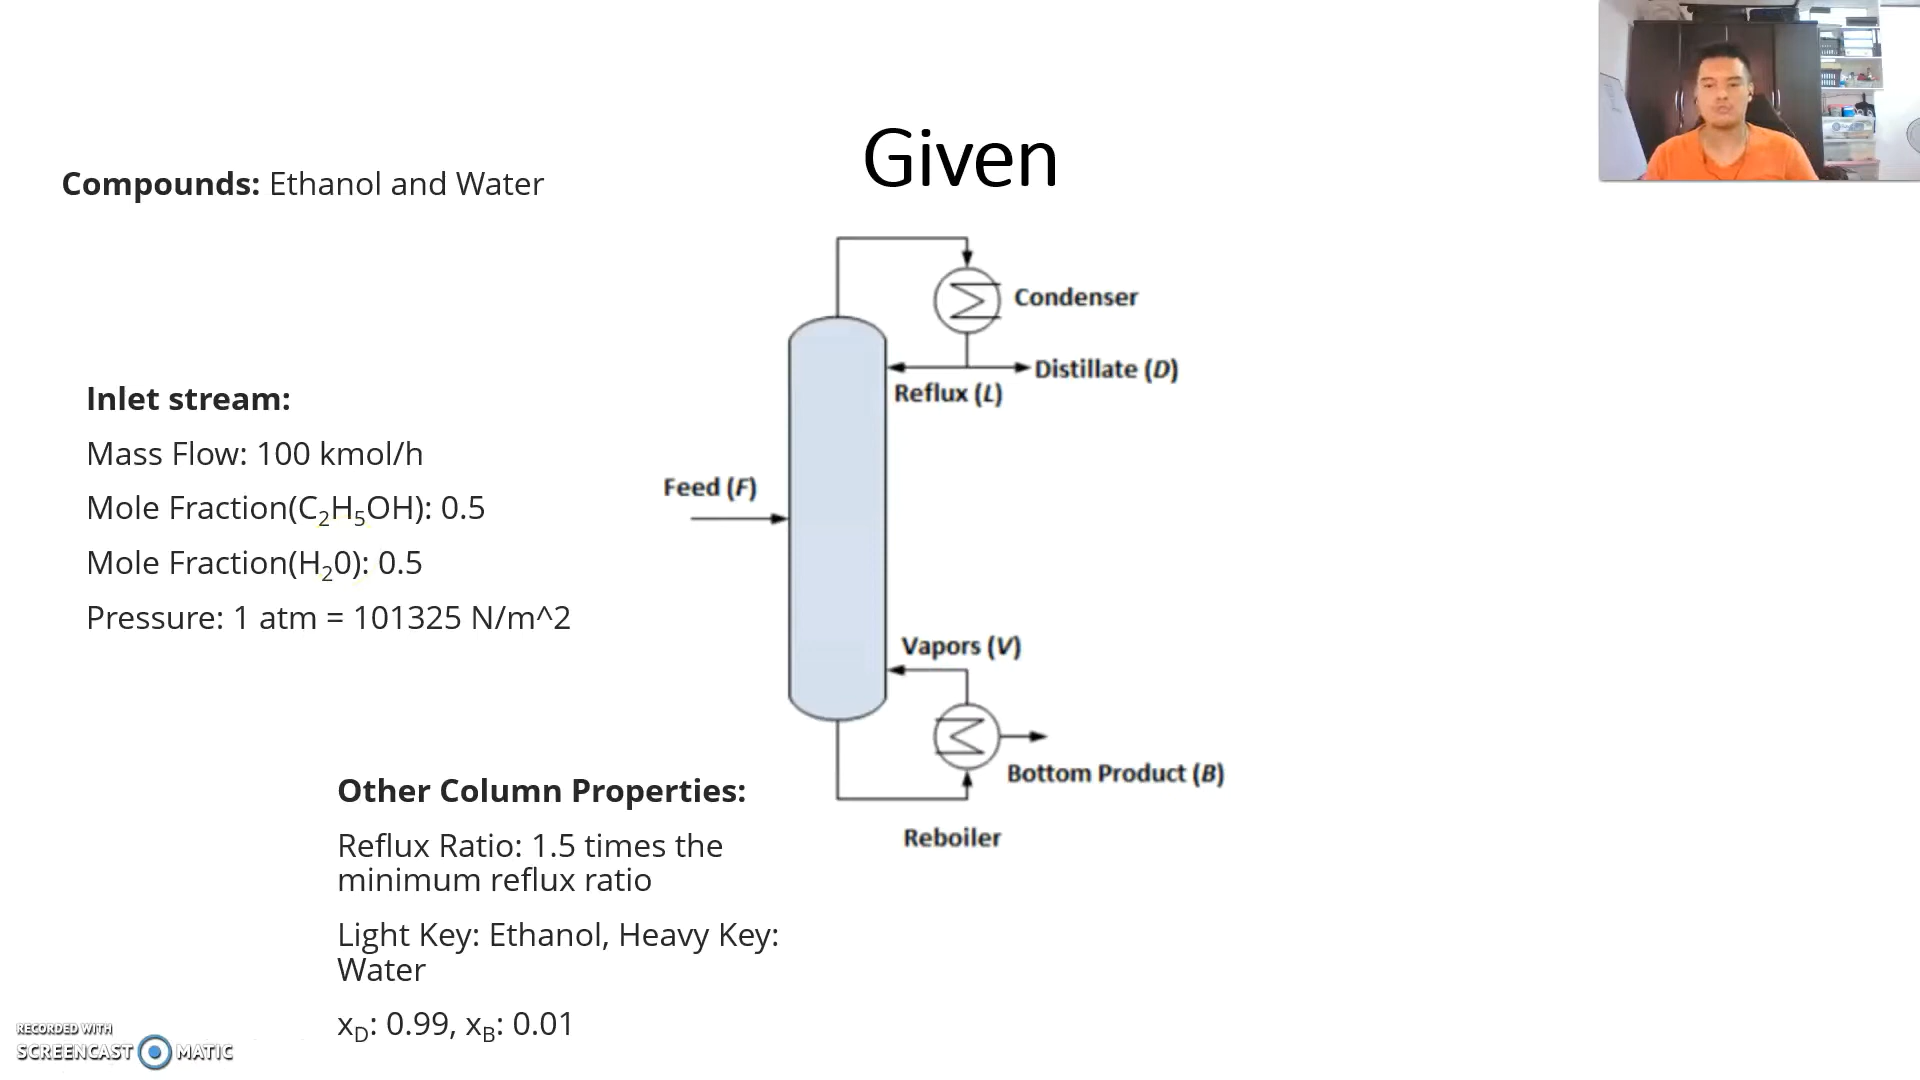 Given
Compounds: Ethanol and Water
Condenser
Distillate (D)
Reflux (L)
Inlet stream:
Mass Flow: 100 kmol/h
Mole Fraction(C₂H₅OH): 0.5
Mole Fraction(H₂0): 0.5
Pressure: 1 atm = 101325 N/m^2
Feed (F)
Vapors (V)
Bottom Product (B)
Reboiler
Other Column Properties:
Reflux Ratio: 1.5 times the
minimum reflux ratio
Light Key: Ethanol, Heavy Key:
Water
x_D: 0.99, x_B: 0.01
RECORDED WITH
SCREENCAST MATIC